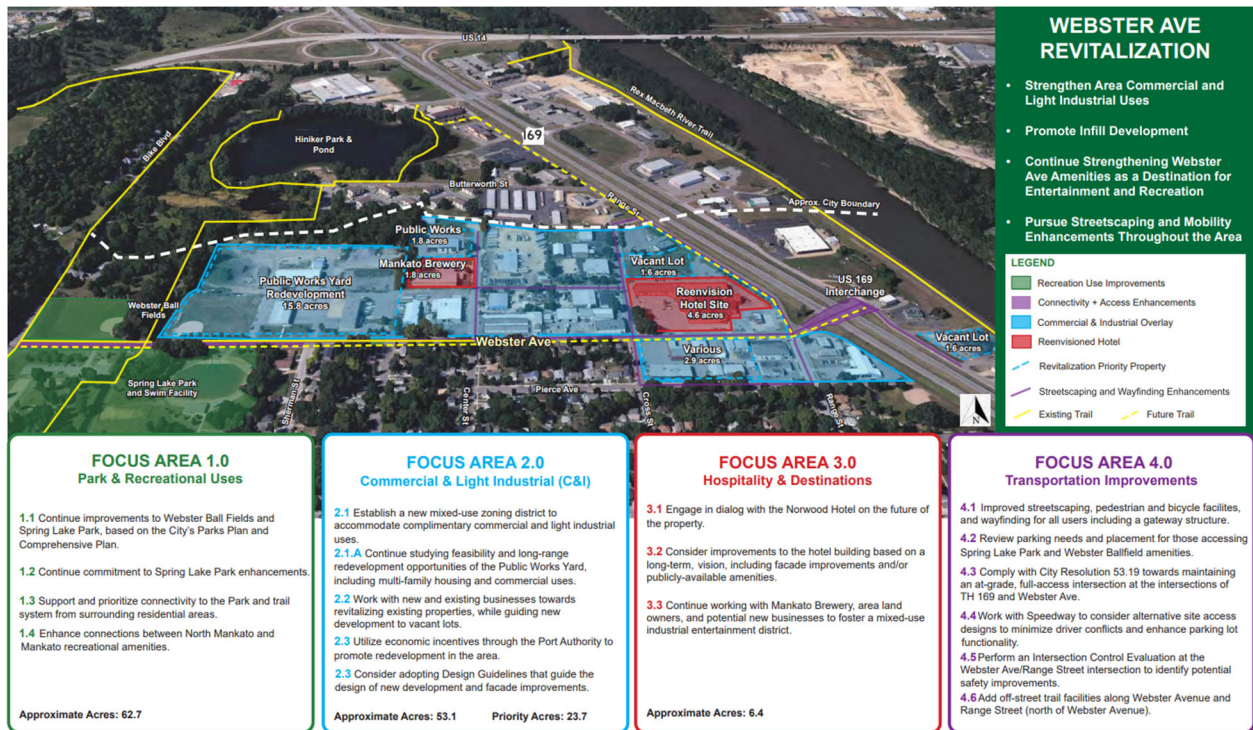 US 14
Rex Macbeth River Trail
Bike Blvd
Hiniker Park &
Pond
169
Butterworth St
Range St
Approx. City Boundary
Public Works
1.8 acres
Mankato Brewery
1.8 acres
Public Works Yard
Redevelopment
15.8 acres
Vacant Lot
1.6 acres
Reenvision
Hotel Site
4.6 acres
US 169
Interchange
Webster Ball
Fields
Webster Ave
Various
2.9 acres
Vacant Lot
1.6 acres
Spring Lake Park
and Swim Facility
Sherman St
Center St
Pierce Ave
Cross St
Range St
N
WEBSTER AVE
REVITALIZATION
• Strengthen Area Commercial and
Light Industrial Uses
• Promote Infill Development
• Continue Strengthening Webster
Ave Amenities as a Destination for
Entertainment and Recreation
• Pursue Streetscaping and Mobility
Enhancements Throughout the Area
LEGEND
Recreation Use Improvements
Connectivity + Access Enhancements
Commercial & Industrial Overlay
Reenvisioned Hotel
Revitalization Priority Property
Streetscaping and Wayfinding Enhancements
Existing Trail
Future Trail
FOCUS AREA 1.0
Park & Recreational Uses
1.1 Continue improvements to Webster Ball Fields and
Spring Lake Park, based on the City's Parks Plan and
Comprehensive Plan.
1.2 Continue commitment to Spring Lake Park enhancements.
1.3 Support and prioritize connectivity to the Park and trail
system from surrounding residential areas.
1.4 Enhance connections between North Mankato and
Mankato recreational amenities.
Approximate Acres: 62.7
FOCUS AREA 2.0
Commercial & Light Industrial (C&I)
2.1 Establish a new mixed-use zoning district to
accommodate complimentary commercial and light industrial
uses.
2.1.A Continue studying feasibility and long-range
redevelopment opportunities of the Public Works Yard,
including multi-family housing and commercial uses.
2.2 Work with new and existing businesses towards
revitalizing existing properties, while guiding new
development to vacant lots.
2.3 Utilize economic incentives through the Port Authority to
promote redevelopment in the area.
2.3 Consider adopting Design Guidelines that guide the
design of new development and facade improvements.
Approximate Acres: 53.1 Priority Acres: 23.7
FOCUS AREA 3.0
Hospitality & Destinations
3.1 Engage in dialog with the Norwood Hotel on the future of
the property.
3.2 Consider improvements to the hotel building based on a
long-term, vision, including facade improvements and/or
publicly-available amenities.
3.3 Continue working with Mankato Brewery, area land
owners, and potential new businesses to foster a mixed-use
industrial entertainment district.
Approximate Acres: 6.4
FOCUS AREA 4.0
Transportation Improvements
4.1 Improved streetscaping, pedestrian and bicycle facilites,
and wayfinding for all users including a gateway structure.
4.2 Review parking needs and placement for those accessing
Spring Lake Park and Webster Ballfield amenities.
4.3 Comply with City Resolution 53.19 towards maintaining
an at-grade, full-access intersection at the intersections of
TH 169 and Webster Ave.
4.4 Work with Speedway to consider alternative site access
designs to minimize driver conflicts and enhance parking lot
functionality.
4.5 Perform an Intersection Control Evaluation at the
Webster Ave/Range Street intersection to identify potential
safety improvements.
4.6 Add off-street trail facilities along Webster Avenue and
Range Street (north of Webster Avenue).